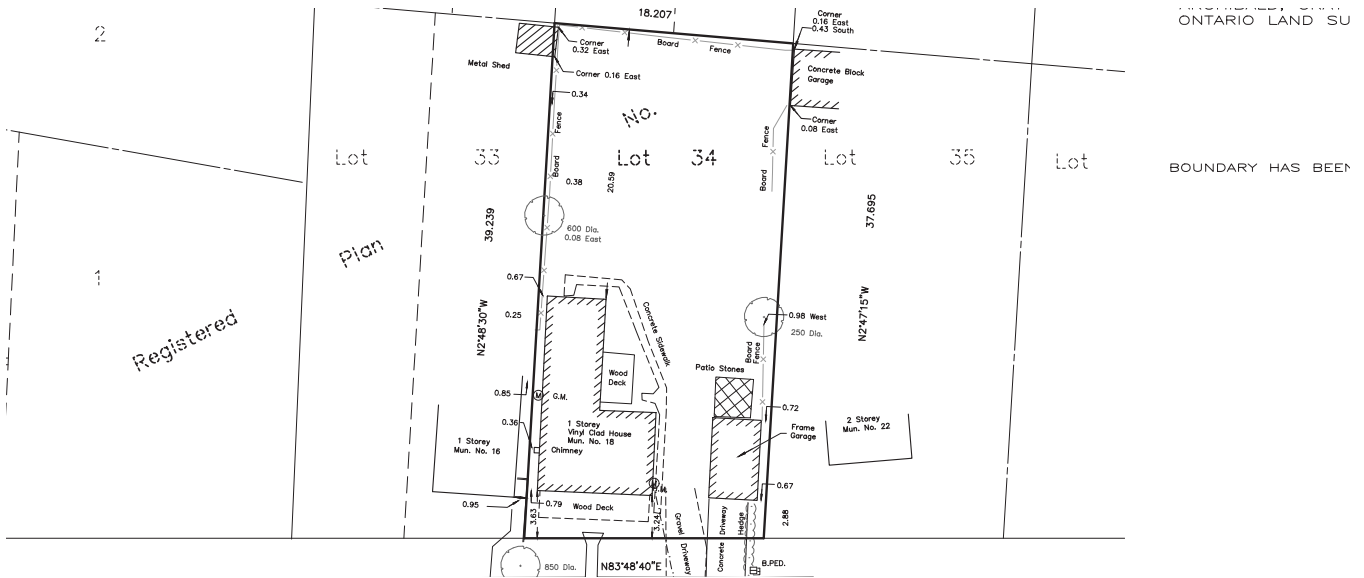 18.207
Corner
0.16 East
0.43 South
ONTARIO LAND SU
2
Corner
0.32 East
Board
Fence
Metal Shed
Corner 0.16 East
Concrete Block
Garage
0.34
No.
Corner
0.08 East
Fence
Board
Fence
Board
Lot
33
Lot
34
Lot
35
Lot
BOUNDARY HAS BEEN
0.38
20.59
39.239
37.695
600 Dia.
0.08 East
Plan
1
0.67
0.25
Concrete Sidewalk
N2°48'30"W
N2°47'15"W
0.98 West
250 Dia.
Registered
Board
Fence
Wood
Deck
Patio Stones
0.85
M
G.M.
0.72
0.36
1 Storey
Vinyl Clad House
Mun. No. 18
Frame
Garage
2 Storey
Mun. No. 22
1 Storey
Mun. No. 16
Chimney
M
0.67
0.95
0.79
Wood Deck
3.63
3.24
2.88
Gravel Driveway
Concrete Driveway
Hedge
850 Dia.
N83°48'40"E
B.PED.